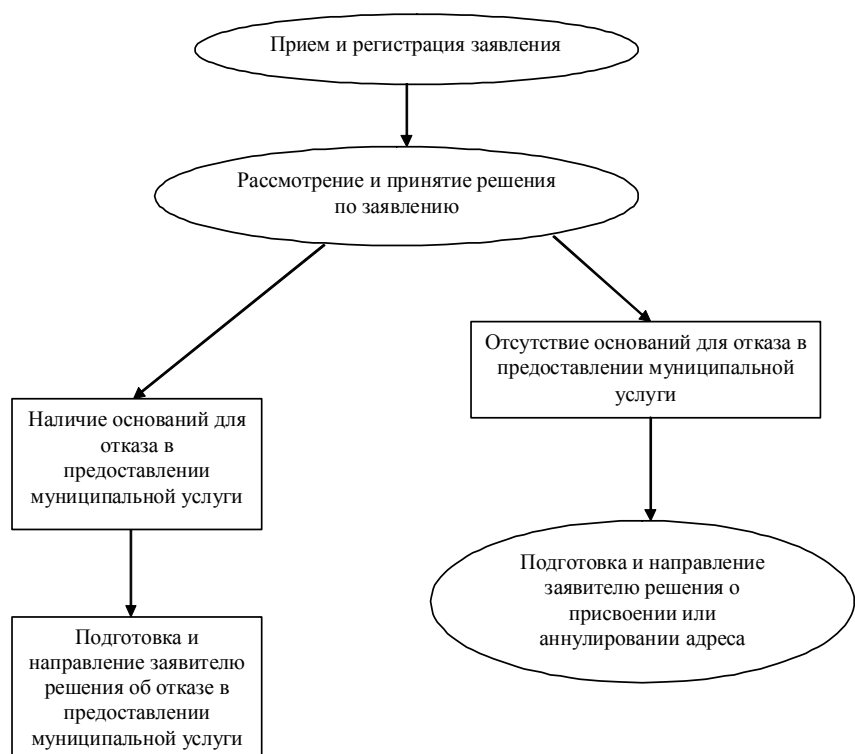 Прием и регистрация заявления
Рассмотрение и принятие решения
по заявлению
Отсутствие оснований для отказа в
предоставлении муниципальной
услуги
Наличие оснований для
отказа в
предоставлении
муниципальной услуги
Подготовка и направление
заявителю решения о
присвоении или
аннулировании адреса
Подготовка и
направление заявителю
решения об отказе в
предоставлении
муниципальной услуги